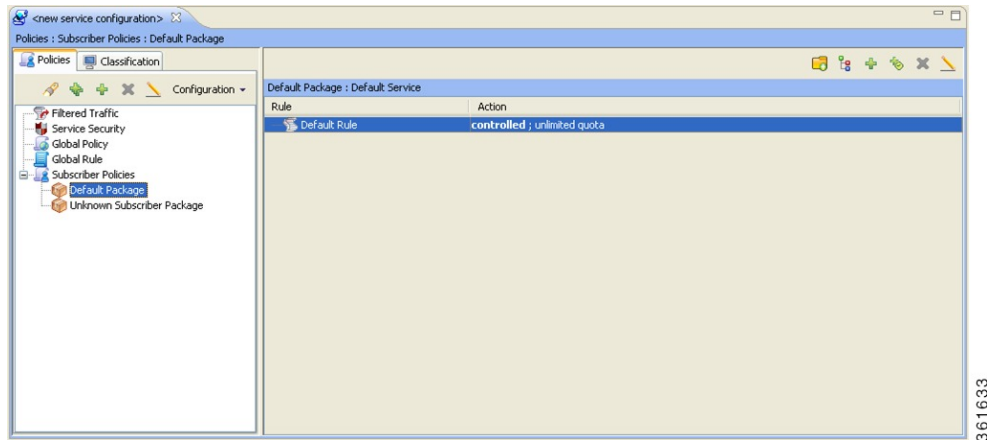 <new service configuration>
Policies : Subscriber Policies : Default Package
Policies
Classification
Configuration
Filtered Traffic
Service Security
Global Policy
Global Rule
Subscriber Policies
Default Package
Unknown Subscriber Package
Default Package : Default Service
Rule Action
Default Rule controlled ; unlimited quota
361633